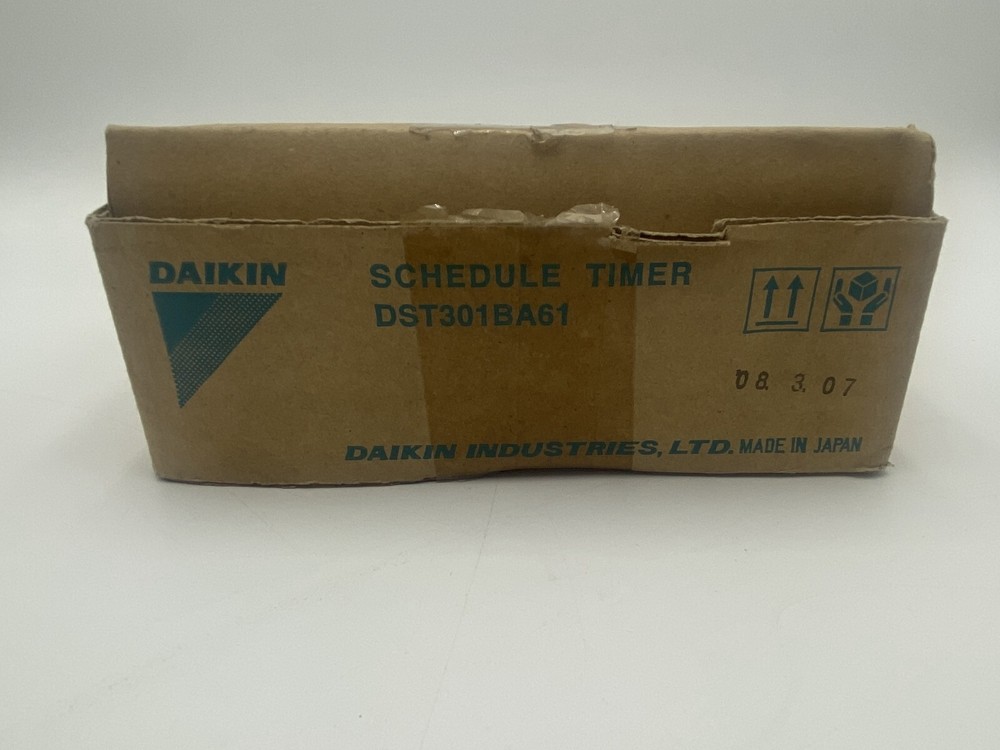 DAIKIN
SCHEDULE TIMER
DST301BA61
'08. 3. 07
DAIKIN INDUSTRIES, LTD. MADE IN JAPAN